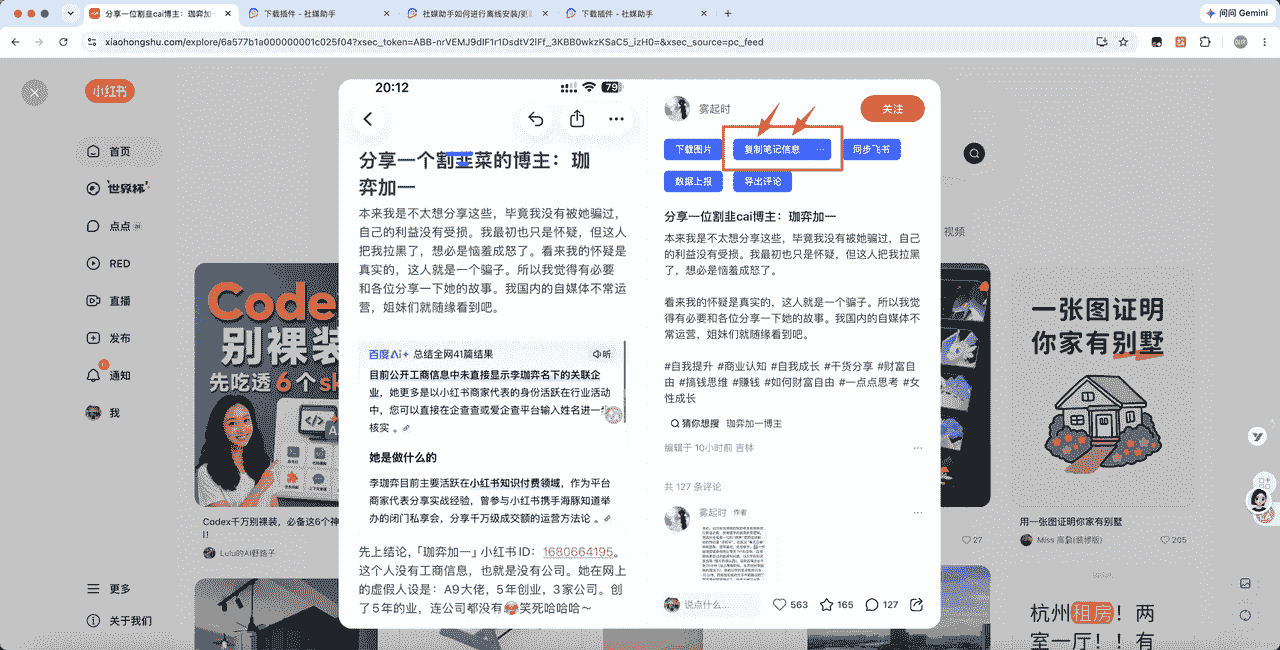 分享一个割韭cai博主：珈弈加一
下载插件 - 社媒助手
社媒助手如何进行离线安装/更
下载插件 - 社媒助手
问问 Gemini
xiaohongshu.com/explore/6a577b1a000000001c025f04?xsec_token=ABB-nrVEMJ9dIF1r1DsdtV2lFf_3KBB0wkzKSaC5_izH0=&xsec_source=pc_feed
小红书
首页
世界杯
点点
RED
直播
发布
通知
我
更多
关于我们
Codex
别裸装
先吃透6个sk
Codex千万别裸装，必备这6个神
!!
Lulu的AI野路子
20:12
79
分享一个割韭菜的博主：珈
弈加一
本来我是不太想分享这些，毕竟我没有被她骗过，
自己的利益没有受损。我最初也只是怀疑，但这人
把我拉黑了，想必是恼羞成怒了。看来我的怀疑是
真实的，这人就是一个骗子。所以我觉得有必要
和各位分享一下她的故事。我国内的自媒体不常运
营，姐妹们就随缘看到吧。
百度Ai+ 总结全网41篇结果
听
目前公开工商信息中未直接显示李珈弈名下的关联企
业，她更多是以小红书商家代表的身份活跃在行业活动
中，您可以直接在企查查或爱企查平台输入姓名进一步
核实 。
她是做什么的
李珈弈目前主要活跃在小红书知识付费领域，作为平台
商家代表分享实战经验，曾参与小红书携手海豚知道举
办的闭门私享会，分享千万级成交额的运营方法论 。
先上结论，「珈弈加一」小红书ID：1680664195。
这个人没有工商信息，也就是没有公司。她在网上
的虚假人设是：A9大佬，5年创业，3家公司。创
了5年的业，连公司都没有笑死哈哈哈～
雾起时
关注
下载图片
复制笔记信息 ···
同步飞书
数据上报
导出评论
分享一位割韭cai博主：珈弈加一
本来我是不太想分享这些，毕竟我没有被她骗过，自己
的利益没有受损。我最初也只是怀疑，但这人把我拉黑
了，想必是恼羞成怒了。
看来我的怀疑是真实的，这人就是一个骗子。所以我觉
得有必要和各位分享一下她的故事。我国内的自媒体不
常运营，姐妹们就随缘看到吧。
#自我提升 #商业认知 #自我成长 #干货分享 #财富自
由 #搞钱思维 #赚钱 #如何财富自由 #一点点思考 #女
性成长
猜你想搜 珈弈加一博主
编辑于 10小时前 吉林
共 127 条评论
雾起时 作者
说点什么...
563
165
127
视频
一张图证明
你家有别墅
用一张图证明你家有别墅
27
Miss 高🏠(装修版)
2605
杭州租房！两
室一厅！！有